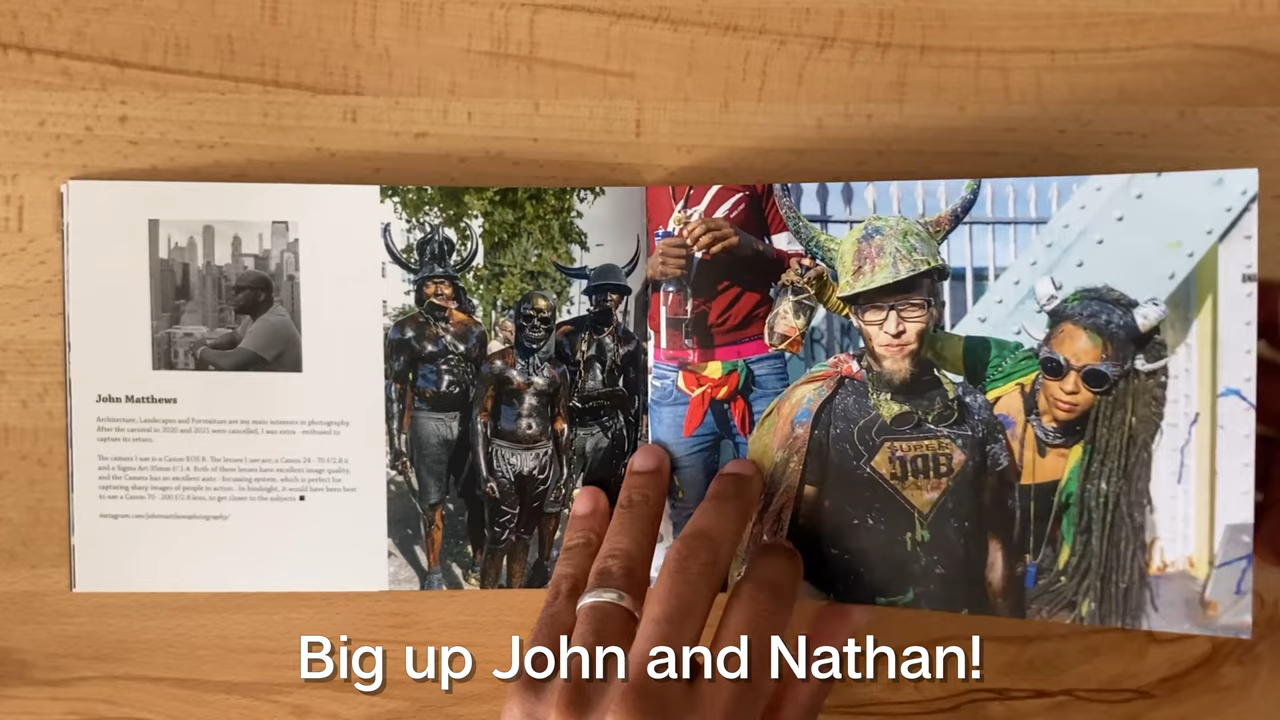 John Matthews
Architecture, Landscapes and Portraiture are my main interests in photography.
After the carnival in 2020 and 2021 were cancelled, I was extra - enthused to
capture its return.
The camera I use is a Canon EOS R. The lenses I use are, a Canon 24 - 70 f/2.8 ii
and a Sigma Art 35mm f/1.4. Both of these lenses have excellent image quality,
and the Camera has an excellent auto - focussing system, which is perfect for
capturing sharp images of people in action. In hindsight, it would have been best
to use a Canon 70 - 200 f/2.8 lens, to get closer to the subjects.
instagram.com/johnmatthewsphotography/
SUPER
JAB
Big up John and Nathan!